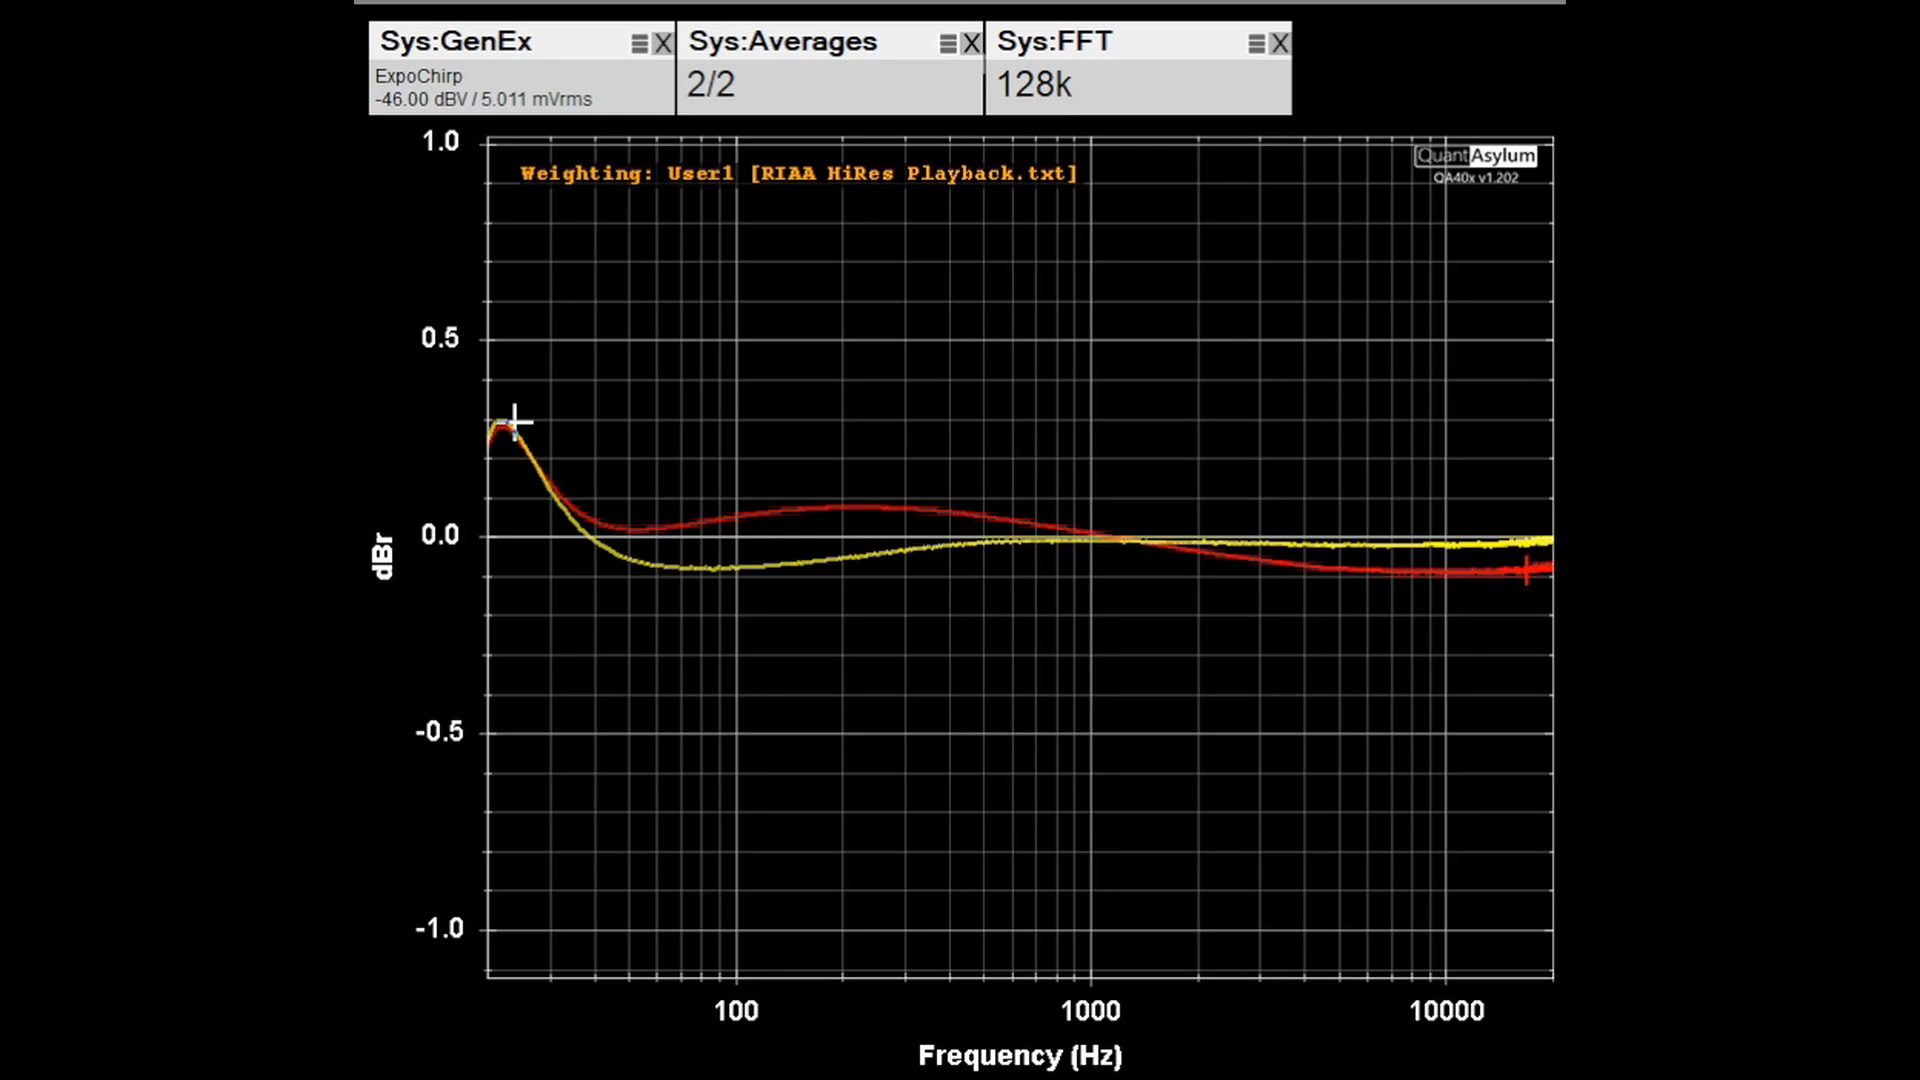 Sys:GenEx X Sys:Averages X Sys:FFT X
ExpoChirp
-46.00 dBV / 5.011 mVrms
2/2
128k
Weighting: User1 [RIAA HiRes Playback.txt]
QuantAsylum
QA40x v1.202
1.0
0.5
0.0
-0.5
-1.0
dBr
100 1000 10000
Frequency (Hz)